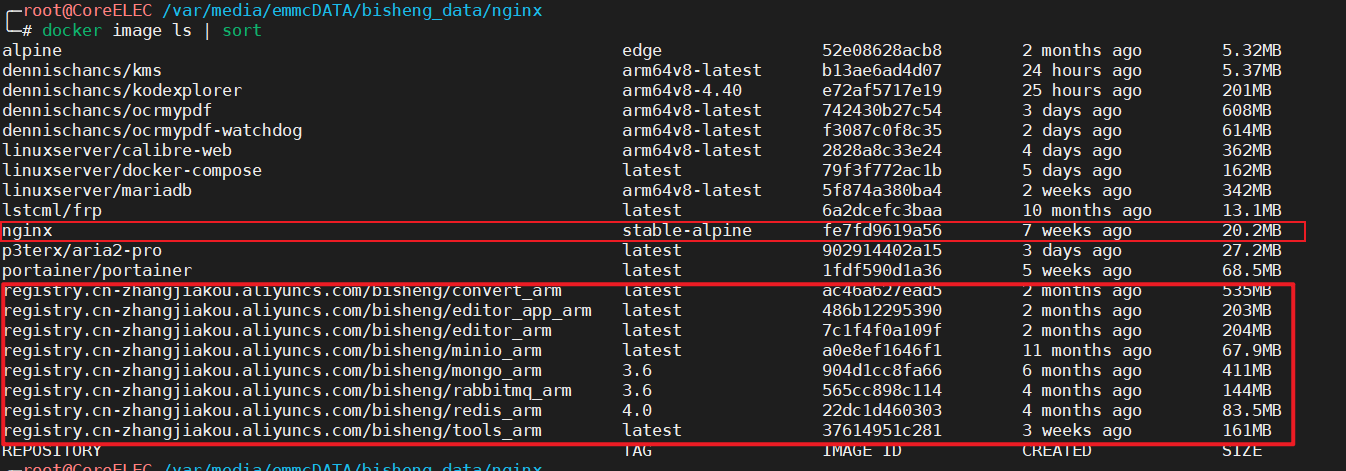 ╭─root@CoreELEC /var/media/emmcDATA/bisheng_data/nginx
╰─# docker image ls | sort
alpine edge 52e08628acb8 2 months ago 5.32MB
dennischancs/kms arm64v8-latest b13ae6ad4d07 24 hours ago 5.37MB
dennischancs/kodexplorer arm64v8-4.40 e72af5717e19 25 hours ago 201MB
dennischancs/ocrmypdf arm64v8-latest 742430b27c54 3 days ago 608MB
dennischancs/ocrmypdf-watchdog arm64v8-latest f3087c0f8c35 2 days ago 614MB
linuxserver/calibre-web arm64v8-latest 2828a8c33e24 4 days ago 362MB
linuxserver/docker-compose latest 79f3f772ac1b 5 days ago 162MB
linuxserver/mariadb arm64v8-latest 5f874a380ba4 2 weeks ago 342MB
lstcml/frp latest 6a2dcefc3baa 10 months ago 13.1MB
nginx stable-alpine fe7fd9619a56 7 weeks ago 20.2MB
p3terx/aria2-pro latest 902914402a15 3 days ago 27.2MB
portainer/portainer latest 1fdf590d1a36 5 weeks ago 68.5MB
registry.cn-zhangjiakou.aliyuncs.com/bisheng/convert_arm latest ac46a627ead5 2 months ago 535MB
registry.cn-zhangjiakou.aliyuncs.com/bisheng/editor_app_arm latest 486b12295390 2 months ago 203MB
registry.cn-zhangjiakou.aliyuncs.com/bisheng/editor_arm latest 7c1f4f0a109f 2 months ago 204MB
registry.cn-zhangjiakou.aliyuncs.com/bisheng/minio_arm latest a0e8ef1646f1 11 months ago 67.9MB
registry.cn-zhangjiakou.aliyuncs.com/bisheng/mongo_arm 3.6 904d1cc8fa66 6 months ago 411MB
registry.cn-zhangjiakou.aliyuncs.com/bisheng/rabbitmq_arm 3.6 565cc898c114 4 months ago 144MB
registry.cn-zhangjiakou.aliyuncs.com/bisheng/redis_arm 4.0 22dc1d460303 4 months ago 83.5MB
registry.cn-zhangjiakou.aliyuncs.com/bisheng/tools_arm latest 37614951c281 3 weeks ago 161MB
REPOSITORY TAG IMAGE ID CREATED SIZE
╭─root@CoreELEC /var/media/emmcDATA/bisheng_data/nginx